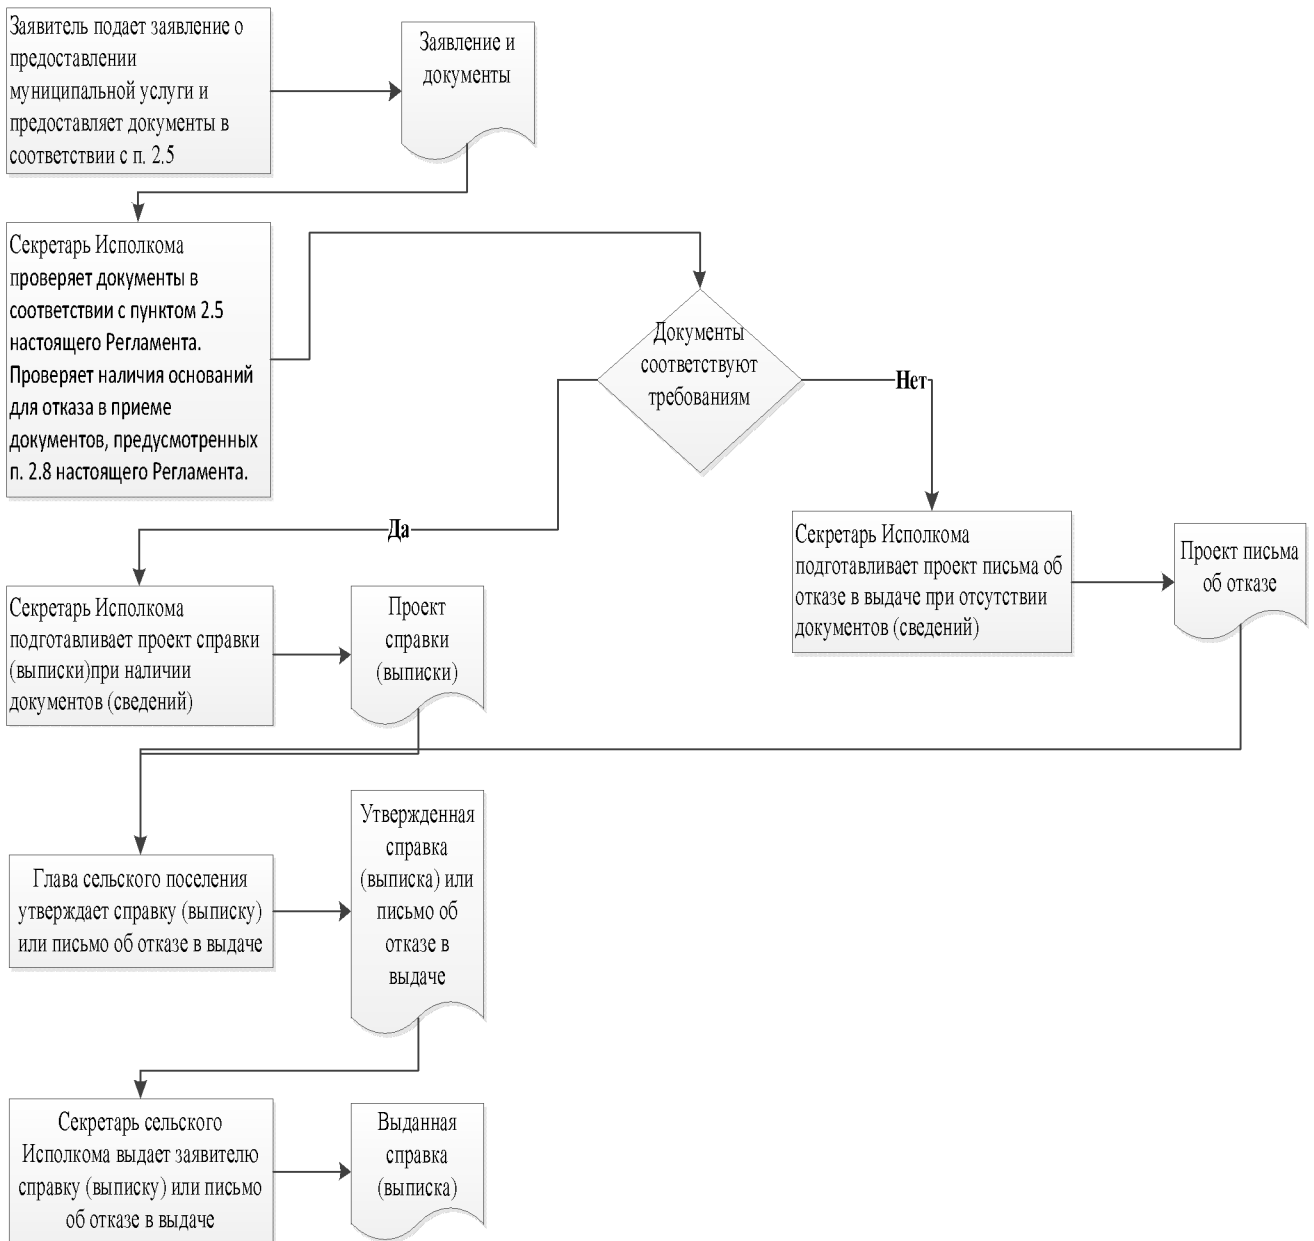 Заявитель подает заявление о
предоставлении
муниципальной услуги и
предоставляет документы в
соответствии с п. 2.5
Заявление и
документы
Секретарь Исполкома
проверяет документы в
соответствии с пунктом 2.5
настоящего Регламента.
Проверяет наличия оснований
для отказа в приеме
документов, предусмотренных
п. 2.8 настоящего Регламента.
Документы
соответствуют
требованиям
Нет
Да
Секретарь Исполкома
подготавливает проект письма об
отказе в выдаче при отсутствии
документов (сведений)
Проект письма
об отказе
Секретарь Исполкома
подготавливает проект справки
(выписки)при наличии
документов (сведений)
Проект
справки
(выписки)
Глава сельского поселения
утверждает справку (выписку)
или письмо об отказе в выдаче
Утвержденная
справка
(выписка) или
письмо об
отказе в
выдаче
Секретарь сельского
Исполкома выдает заявителю
справку (выписку) или письмо
об отказе в выдаче
Выданная
справка
(выписка)